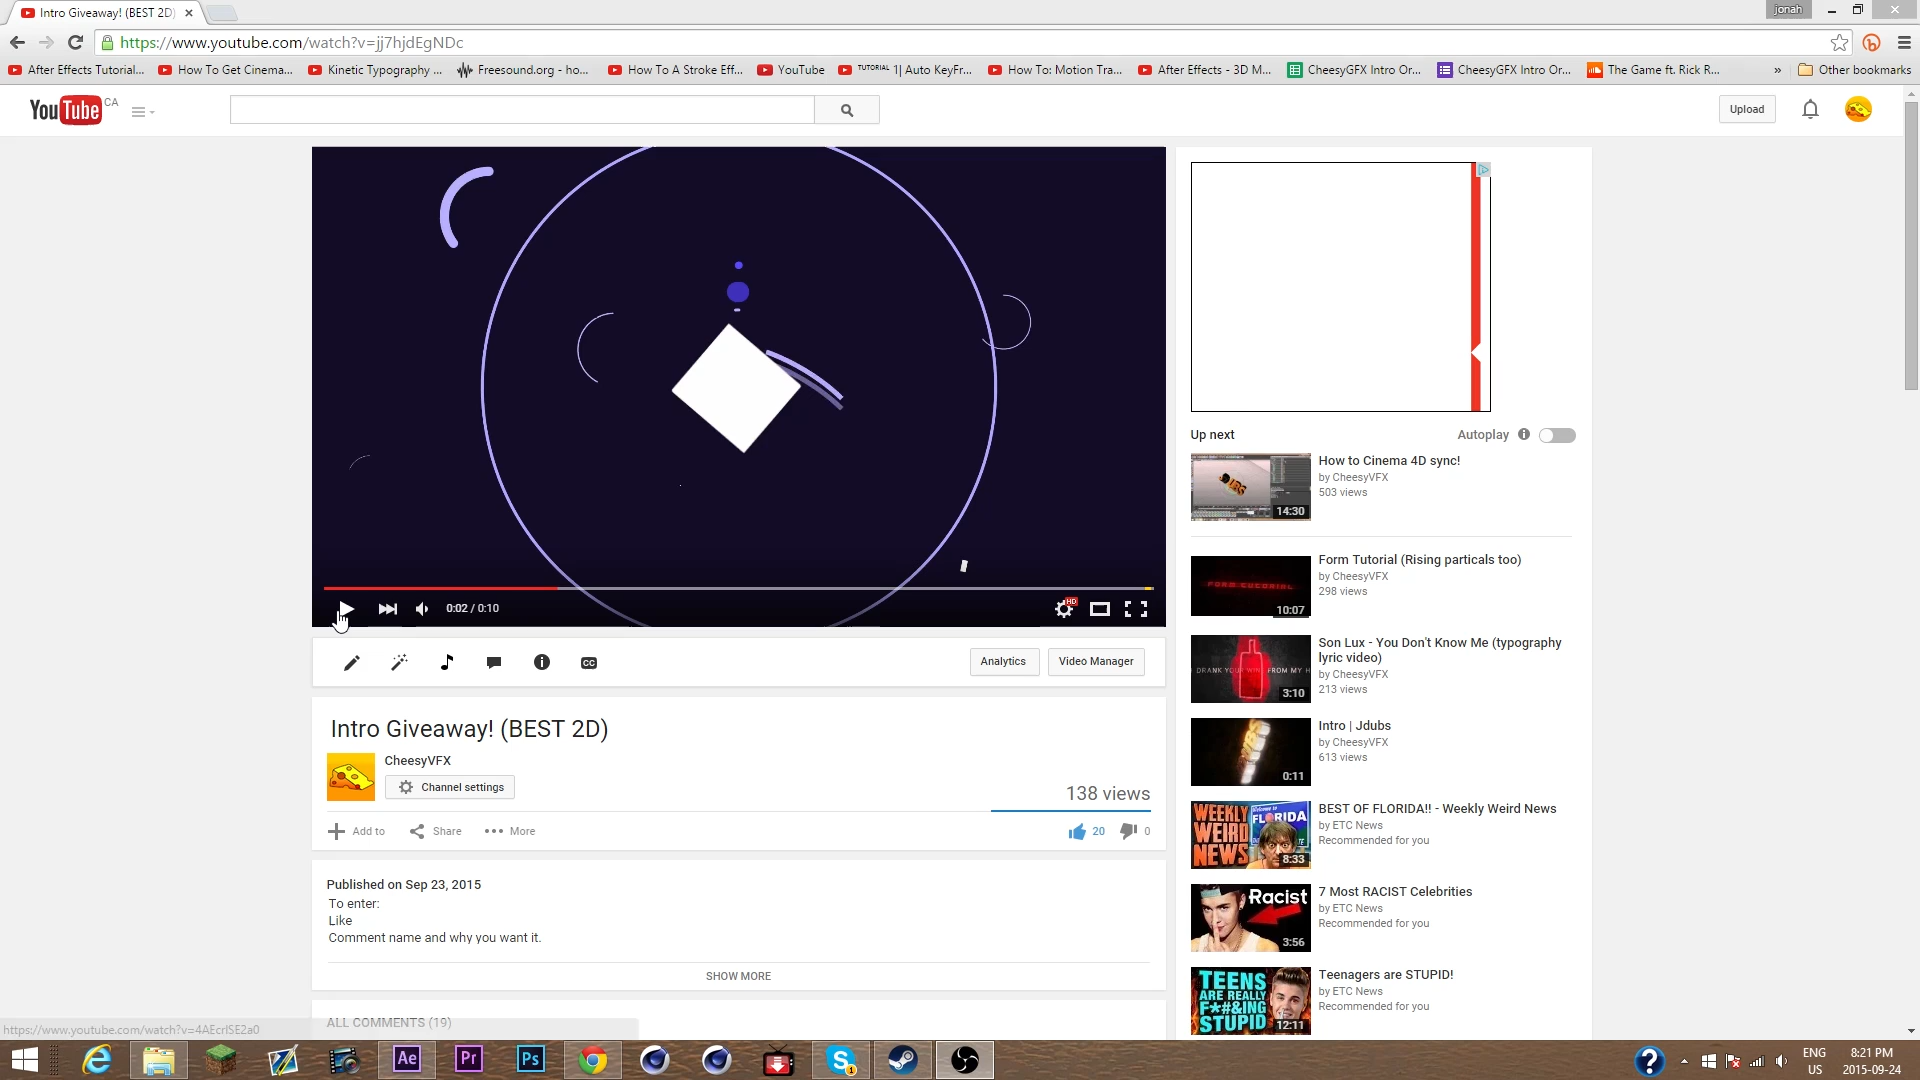 Intro Giveaway! (BEST 2D)
jonah
https://www.youtube.com/watch?v=jj7hjdEgNDc
After Effects Tutorial...
How To Get Cinema...
Kinetic Typography ...
Freesound.org - ho...
How To A Stroke Eff...
YouTube
TUTORIAL 1| Auto KeyFr...
How To: Motion Tra...
After Effects - 3D M...
CheesyGFX Intro Or...
CheesyGFX Intro Or...
The Game ft. Rick R...
»
Other bookmarks
YouTube CA
Upload
0:02 / 0:10
HD
CC
Analytics
Video Manager
Intro Giveaway! (BEST 2D)
CheesyVFX
Channel settings
138 views
Add to
Share
More
20
0
Published on Sep 23, 2015
To enter:
Like
Comment name and why you want it.
SHOW MORE
ALL COMMENTS (19)
https://www.youtube.com/watch?v=4AEcrlSE2a0
Up next
Autoplay
How to Cinema 4D sync!
by CheesyVFX
503 views
14:30
Form Tutorial (Rising particals too)
by CheesyVFX
298 views
FORM TUTORIAL
10:07
Son Lux - You Don't Know Me (typography
lyric video)
by CheesyVFX
213 views
3:10
Intro | Jdubs
by CheesyVFX
613 views
0:11
BEST OF FLORIDA!! - Weekly Weird News
by ETC News
Recommended for you
WEEKLY
WEIRD
NEWS
FLORIDA
8:33
7 Most RACIST Celebrities
by ETC News
Recommended for you
Racist
3:56
Teenagers are STUPID!
by ETC News
Recommended for you
TEENS
ARE REALLY
F*#&ING
STUPID
12:11
Ae
Pr
Ps
ENG
US
8:21 PM
2015-09-24